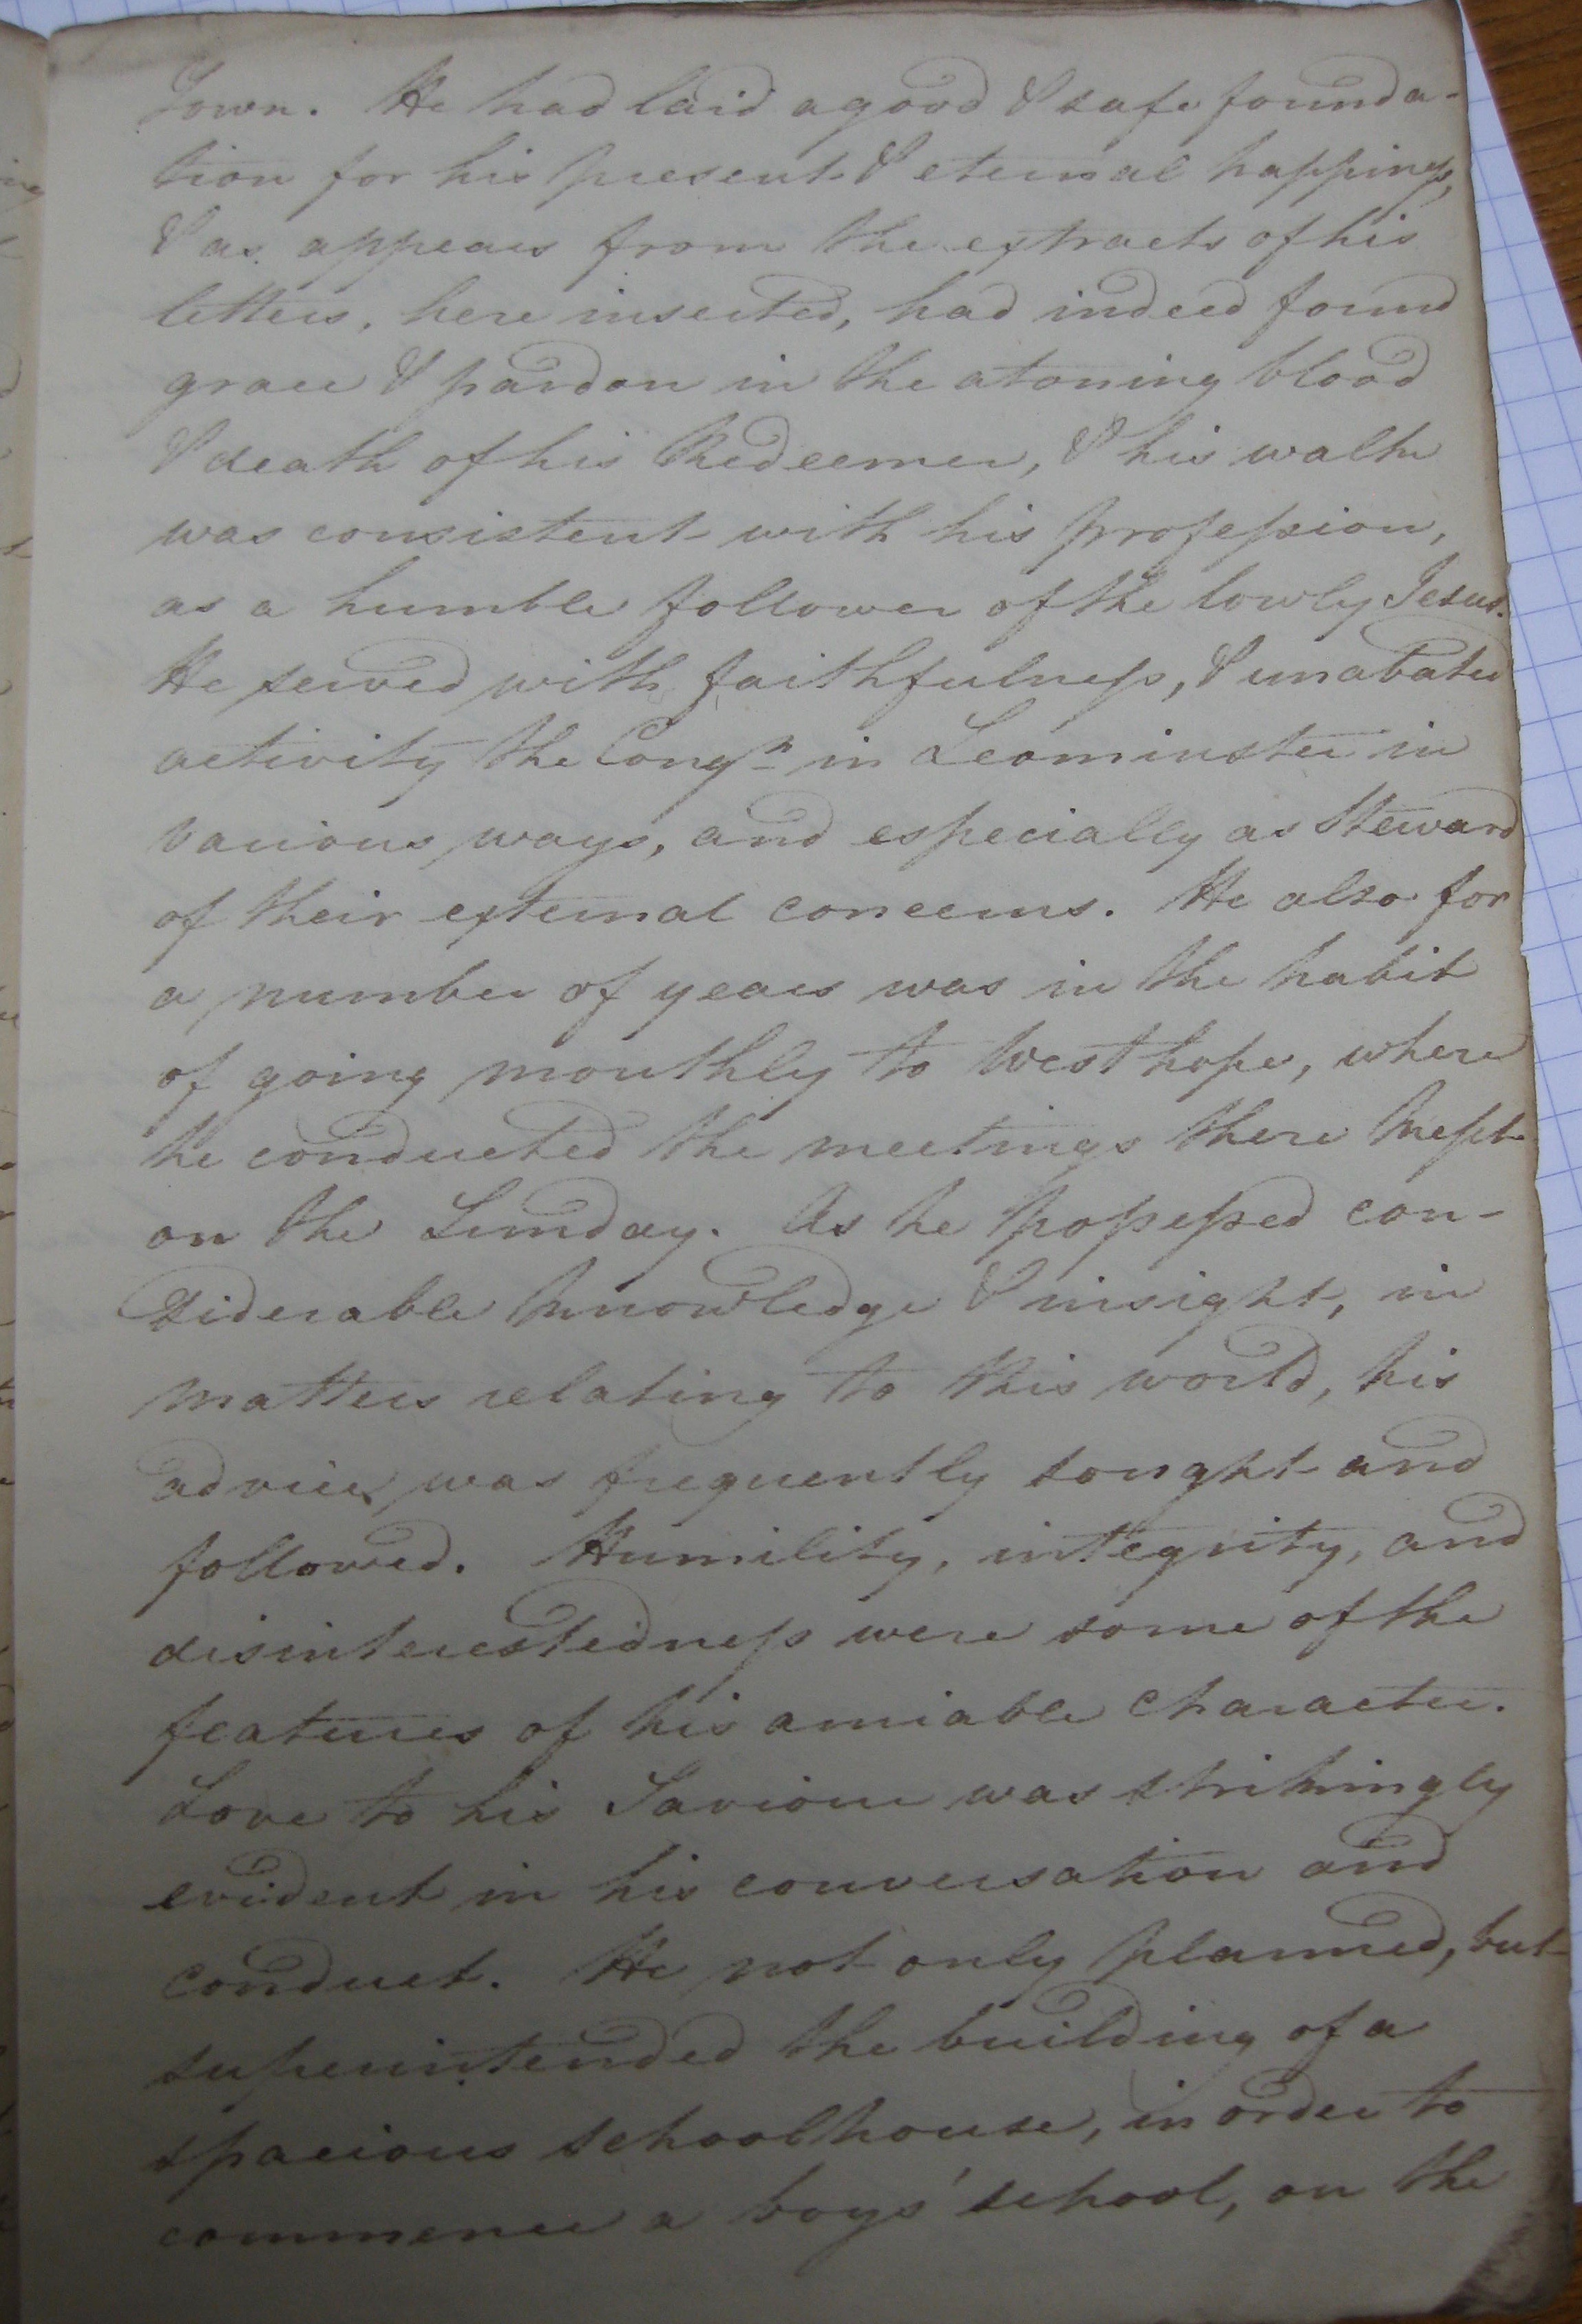 Town. He had laid a good & safe founda-
tion for his present & eternal happiness,
& as appears from the extracts of his
letters, here inserted, had indeed found
grace & pardon in the atoning blood
& death of his Redeemer, & his walk
was consistent with his profession,
as a humble follower of the lowly Jesus.
He served with faithfulness, & unabated
activity the Congn in Leominster in
various ways, and especially as Steward
of their external concerns. He also for
a number of years was in the habit
of going monthly to Westhope, where
he conducted the meetings there kept
on the Sunday. As he possessed con-
siderable knowledge & insight, in
matters relating to this world, his
advice was frequently sought and
followed. Humility, integrity, and
disinterestedness were some of the
features of his amiable character.
Love to his Saviour was strikingly
evident in his conversation and
conduct. He not only planned, but
superintended the building of a
spacious schoolhouse, in order to
commence a boys' school, on the